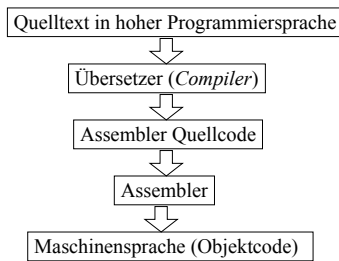 Quelltext in hoher Programmiersprache
Übersetzer (Compiler)
Assembler Quellcode
Assembler
Maschinensprache (Objektcode)